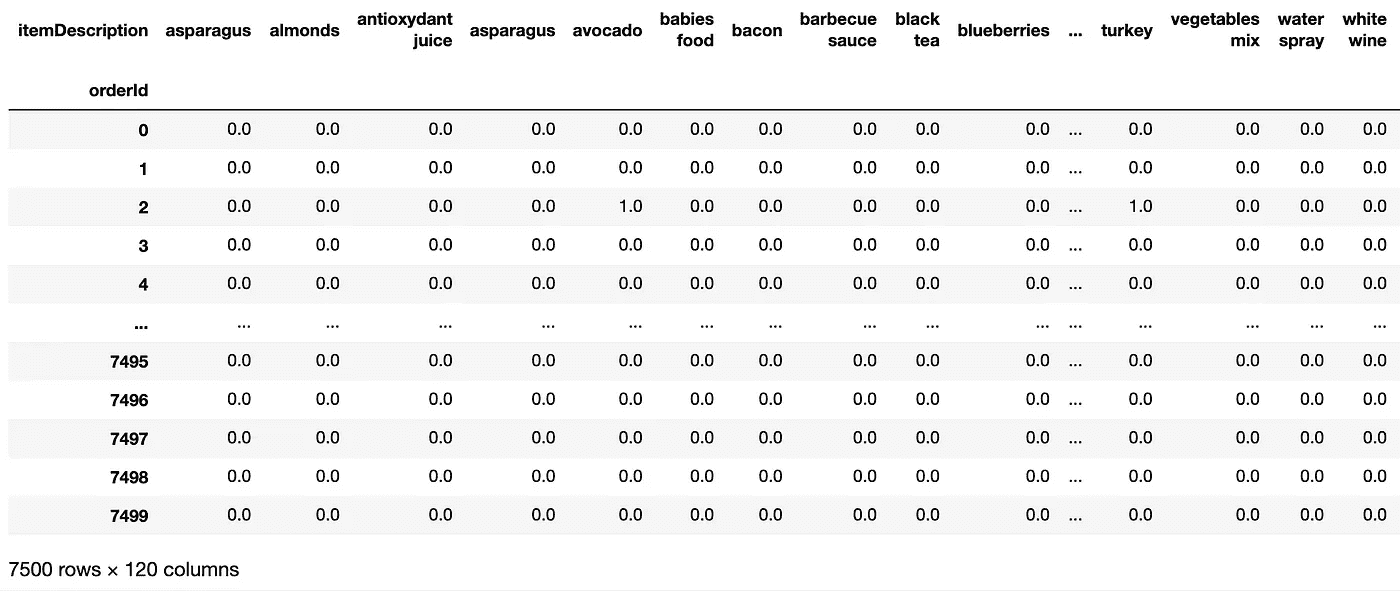 itemDescription asparagus almonds antioxydant juice asparagus avocado babies food bacon barbecue sauce black tea blueberries ... turkey vegetables mix water spray white wine
orderId
0 0.0 0.0 0.0 0.0 0.0 0.0 0.0 0.0 0.0 0.0 ... 0.0 0.0 0.0 0.0
1 0.0 0.0 0.0 0.0 0.0 0.0 0.0 0.0 0.0 0.0 ... 0.0 0.0 0.0 0.0
2 0.0 0.0 0.0 0.0 1.0 0.0 0.0 0.0 0.0 0.0 ... 1.0 0.0 0.0 0.0
3 0.0 0.0 0.0 0.0 0.0 0.0 0.0 0.0 0.0 0.0 ... 0.0 0.0 0.0 0.0
4 0.0 0.0 0.0 0.0 0.0 0.0 0.0 0.0 0.0 0.0 ... 0.0 0.0 0.0 0.0
... ... ... ... ... ... ... ... ... ... ... ... ... ... ... ...
7495 0.0 0.0 0.0 0.0 0.0 0.0 0.0 0.0 0.0 0.0 ... 0.0 0.0 0.0 0.0
7496 0.0 0.0 0.0 0.0 0.0 0.0 0.0 0.0 0.0 0.0 ... 0.0 0.0 0.0 0.0
7497 0.0 0.0 0.0 0.0 0.0 0.0 0.0 0.0 0.0 0.0 ... 0.0 0.0 0.0 0.0
7498 0.0 0.0 0.0 0.0 0.0 0.0 0.0 0.0 0.0 0.0 ... 0.0 0.0 0.0 0.0
7499 0.0 0.0 0.0 0.0 0.0 0.0 0.0 0.0 0.0 0.0 ... 0.0 0.0 0.0 0.0
7500 rows × 120 columns